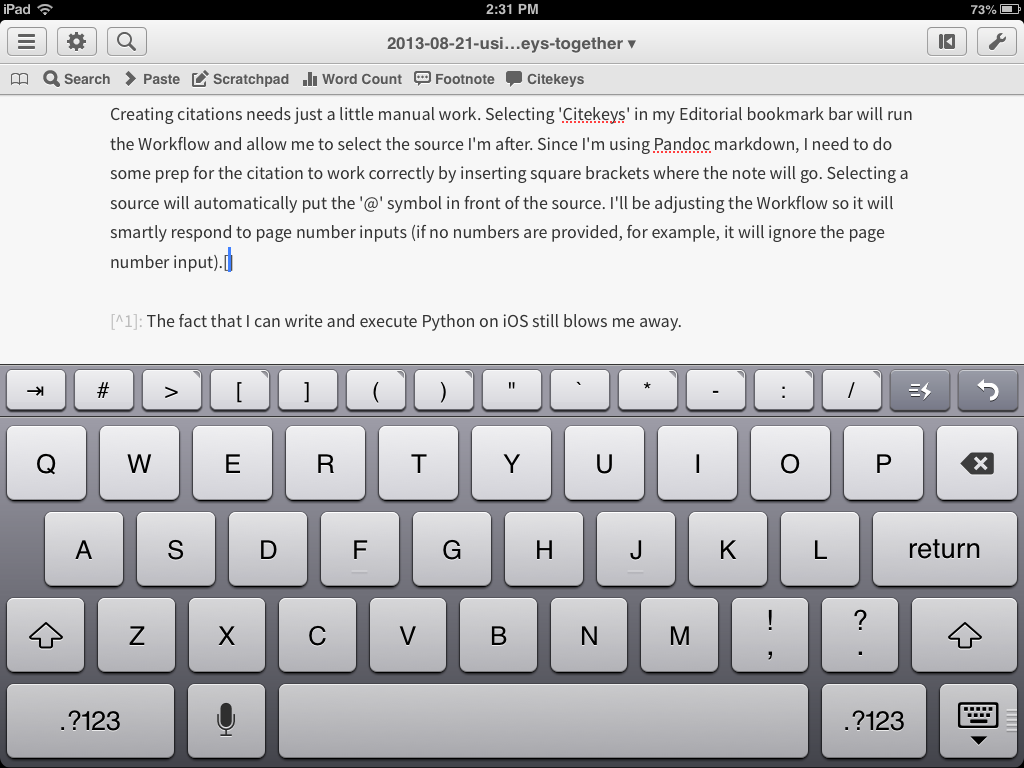 iPad 2:31 PM 73%
2013-08-21-usi...eys-together ▾
Search Paste Scratchpad Word Count Footnote Citekeys
Creating citations needs just a little manual work. Selecting 'Citekeys' in my Editorial bookmark bar will run
the Workflow and allow me to select the source I'm after. Since I'm using Pandoc markdown, I need to do
some prep for the citation to work correctly by inserting square brackets where the note will go. Selecting a
source will automatically put the '@' symbol in front of the source. I'll be adjusting the Workflow so it will
smartly respond to page number inputs (if no numbers are provided, for example, it will ignore the page
number input).[]
[^1]: The fact that I can write and execute Python on iOS still blows me away.
⇥ # > [ ] ( ) " ` * - : /
Q W E R T Y U I O P
A S D F G H J K L return
Z X C V B N M ! , ? .
.?123 .?123